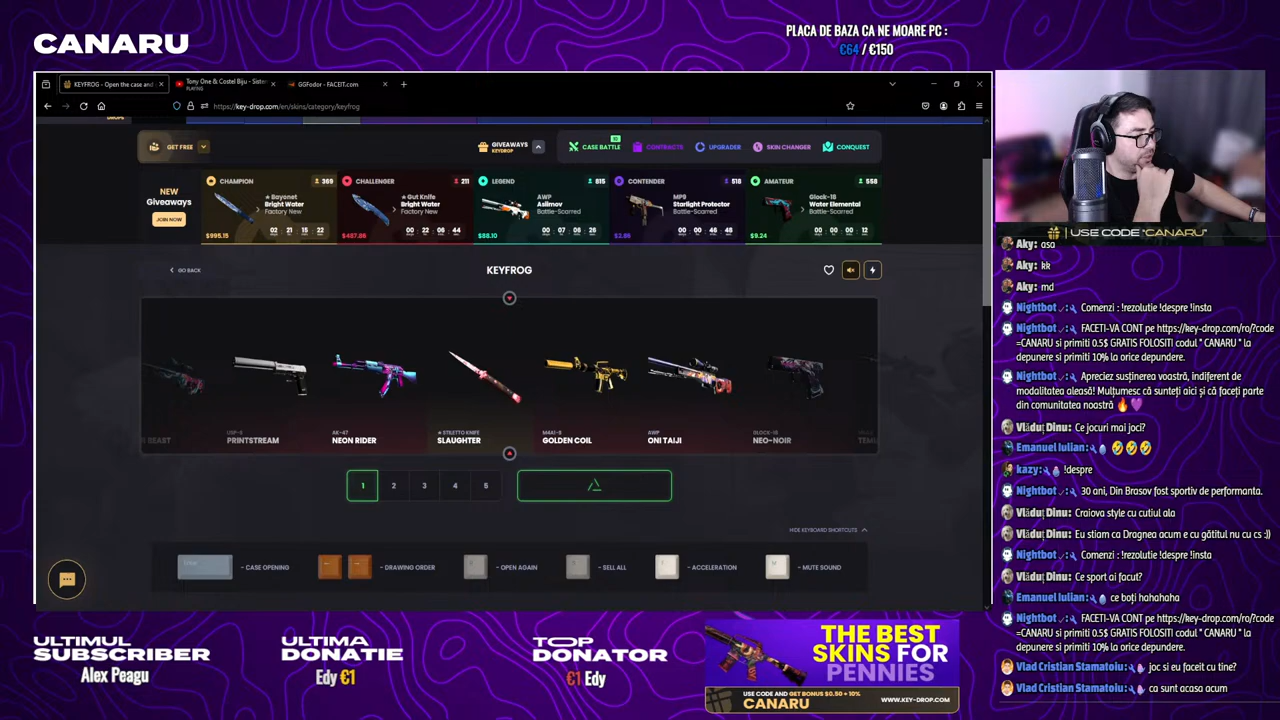 CANARU
PLACA DE BAZA CA NE MOARE PC :
€64 / €150
KEYFROG - Open the case and
Tony One & Costel Biju - Sister
PLAYING
GGFodor - FACEIT.com
https://key-drop.com/en/skins/category/keyfrog
DROPS
GET FREE
GIVEAWAYS
KEYDROP
CASE BATTLE
CONTRACTS
UPGRADER
SKIN CHANGER
CONQUEST
NEW
Giveaways
JOIN NOW
CHAMPION
369
★ Bayonet
Bright Water
Factory New
$995.15
02 21 15 22
CHALLENGER
211
★ Gut Knife
Bright Water
Factory New
$487.86
00 22 06 44
LEGEND
815
AWP
Asiimov
Battle-Scarred
$88.10
00 07 06 26
CONTENDER
518
MP9
Starlight Protector
Battle-Scarred
00 00 46 48
AMATEUR
558
Glock-18
Water Elemental
Battle-Scarred
$9.24
00 00 00 12
GO BACK
KEYFROG
BEAST
USP-S
PRINTSTREAM
AK-47
NEON RIDER
★ STILETTO KNIFE
SLAUGHTER
M4A1-S
GOLDEN COIL
AWP
ONI TAIJI
GLOCK-18
NEO-NOIR
1
2
3
4
5
HIDE KEYBOARD SHORTCUTS
- CASE OPENING
- DRAWING ORDER
- OPEN AGAIN
- SELL ALL
- ACCELERATION
- MUTE SOUND
USE CODE "CANARU"
Aky: asa
Aky: kk
Aky: md
Nightbot : Comenzi : !rezolutie !despre !insta
Nightbot : FACETI-VA CONT pe https://key-drop.com/ro/?code
=CANARU si primiti 0.5$ GRATIS FOLOSITI codul " CANARU " la
depunere si primiti 10% la orice depundere.
Nightbot : Apreciez susținerea voastră, indiferent de
modalitatea aleasă! Mulțumesc că sunteți aici și că faceți parte
din comunitatea noastră 🔥💜
Vlăduț Dinu: Ce jocuri mai joci?
Emanuel Iulian: 🤣🤣🤣
kazy: !despre
Nightbot : 30 ani, Din Brasov fost sportiv de performanta.
Vlăduț Dinu: Craiova style cu cutiul ala
Vlăduț Dinu: Eu stiam ca Dragnea acum e cu gătitul nu cu cs :))
Nightbot : Comenzi : !rezolutie !despre !insta
Vlăduț Dinu: Ce sport ai facut?
Emanuel Iulian: ce boți hahahaha
Nightbot : FACETI-VA CONT pe https://key-drop.com/ro/?code
=CANARU si primiti 0.5$ GRATIS FOLOSITI codul " CANARU " la
depunere si primiti 10% la orice depundere.
Vlad Cristian Stamatoiu: joc si eu faceit cu tine?
Vlad Cristian Stamatoiu: ca sunt acasa acum
ULTIMUL
SUBSCRIBER
Alex Peagu
ULTIMA
DONATIE
Edy €1
TOP
DONATOR
€1 Edy
THE BEST
SKINS FOR
PENNIES
USE CODE AND GET BONUS $0,50 + 10%
CANARU
WWW.KEY-DROP.COM